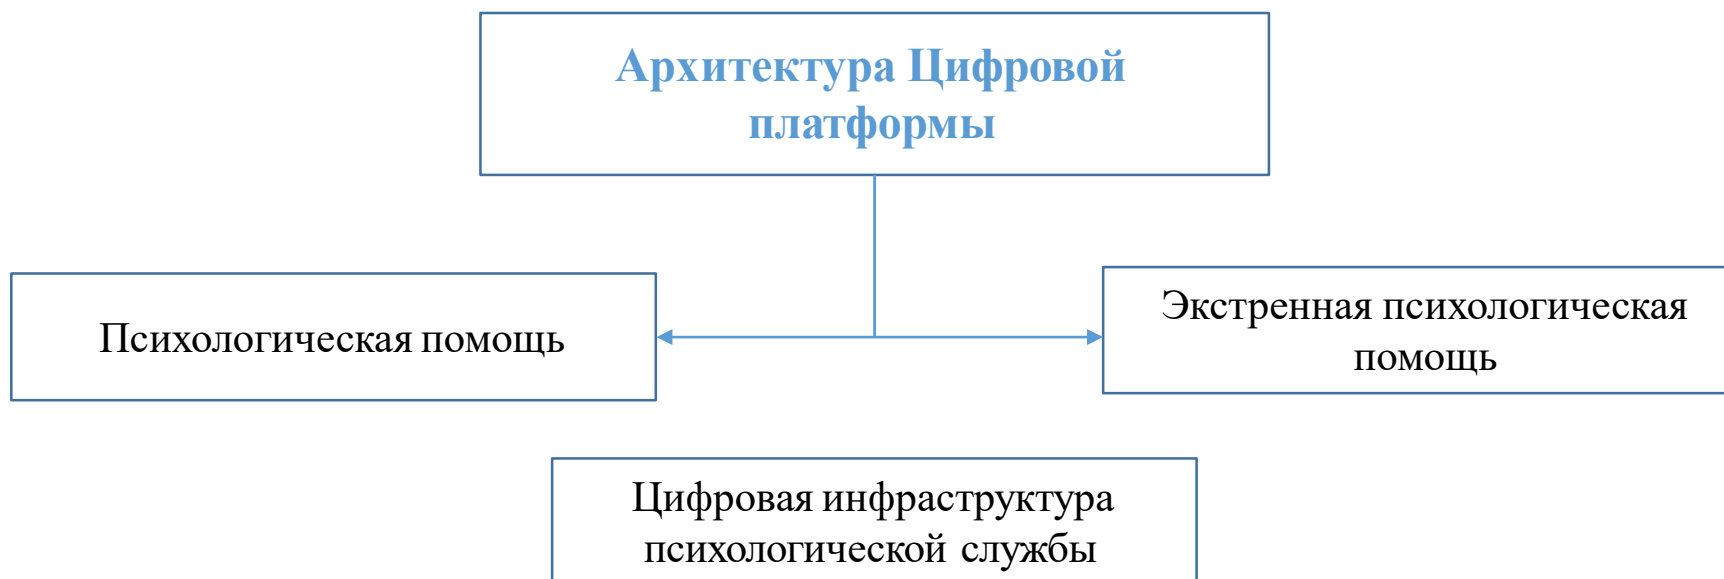 Архитектура Цифровой
платформы
Психологическая помощь
Экстренная психологическая
помощь
Цифровая инфраструктура
психологической службы